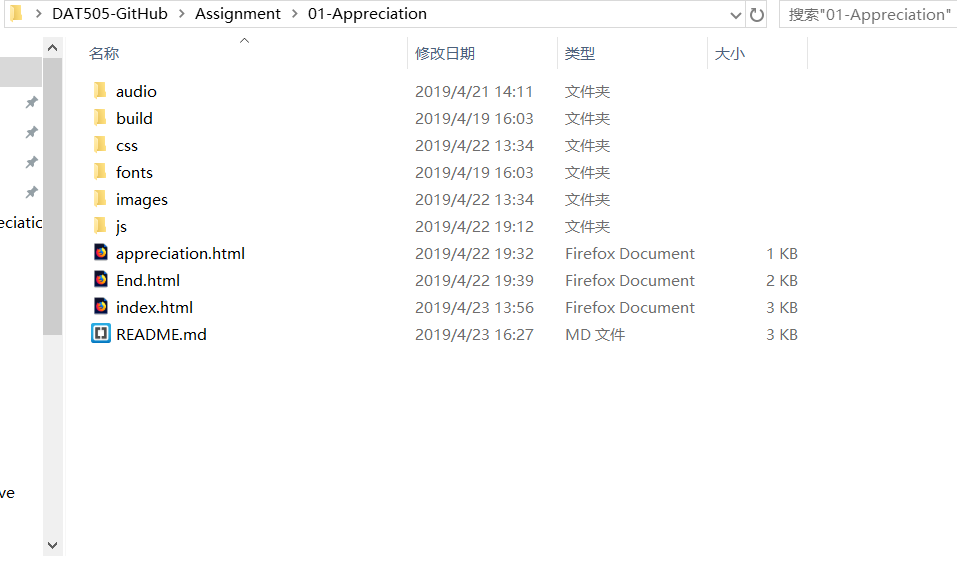 DAT505-GitHub > Assignment > 01-Appreciation 搜索"01-Appreciation"
名称 修改日期 类型 大小
audio 2019/4/21 14:11 文件夹
build 2019/4/19 16:03 文件夹
css 2019/4/22 13:34 文件夹
fonts 2019/4/19 16:03 文件夹
images 2019/4/22 13:34 文件夹
eciatic js 2019/4/22 19:12 文件夹
appreciation.html 2019/4/22 19:32 Firefox Document 1 KB
End.html 2019/4/22 19:39 Firefox Document 2 KB
index.html 2019/4/23 13:56 Firefox Document 3 KB
README.md 2019/4/23 16:27 MD 文件 3 KB
ve